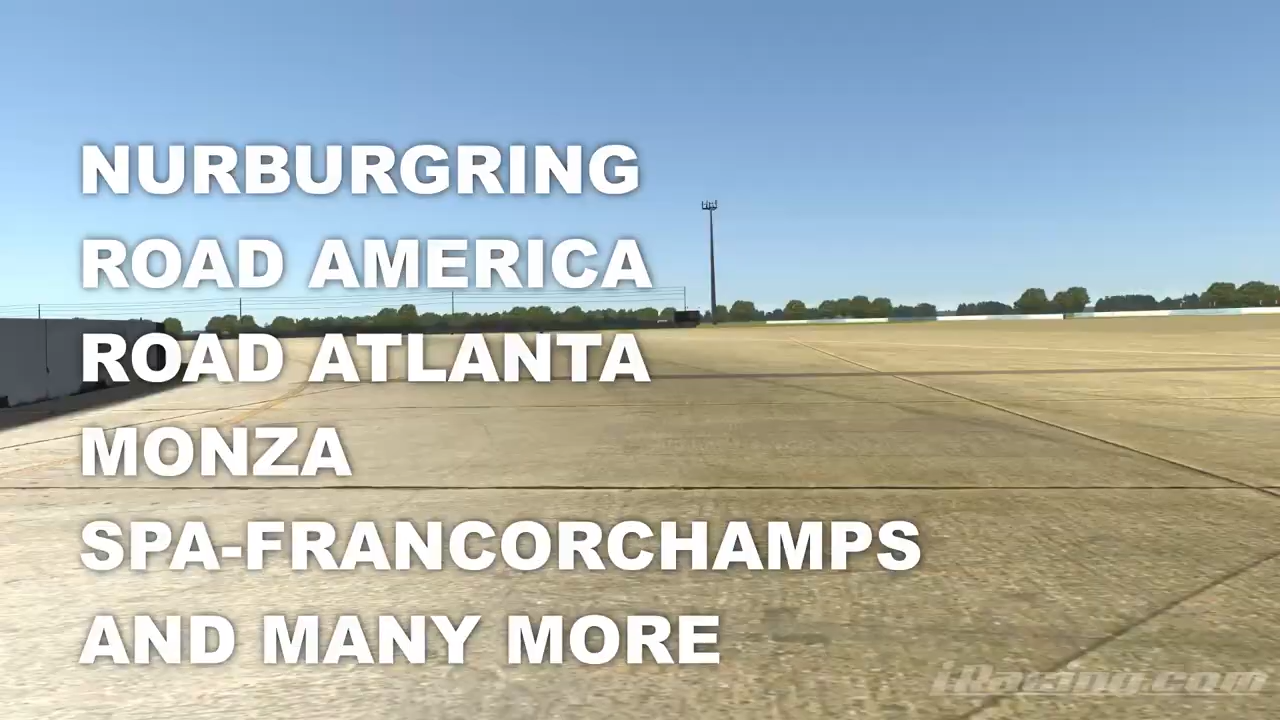 NURBURGRING
ROAD AMERICA
ROAD ATLANTA
MONZA
SPA-FRANCORCHAMPS
AND MANY MORE
iRacing.com